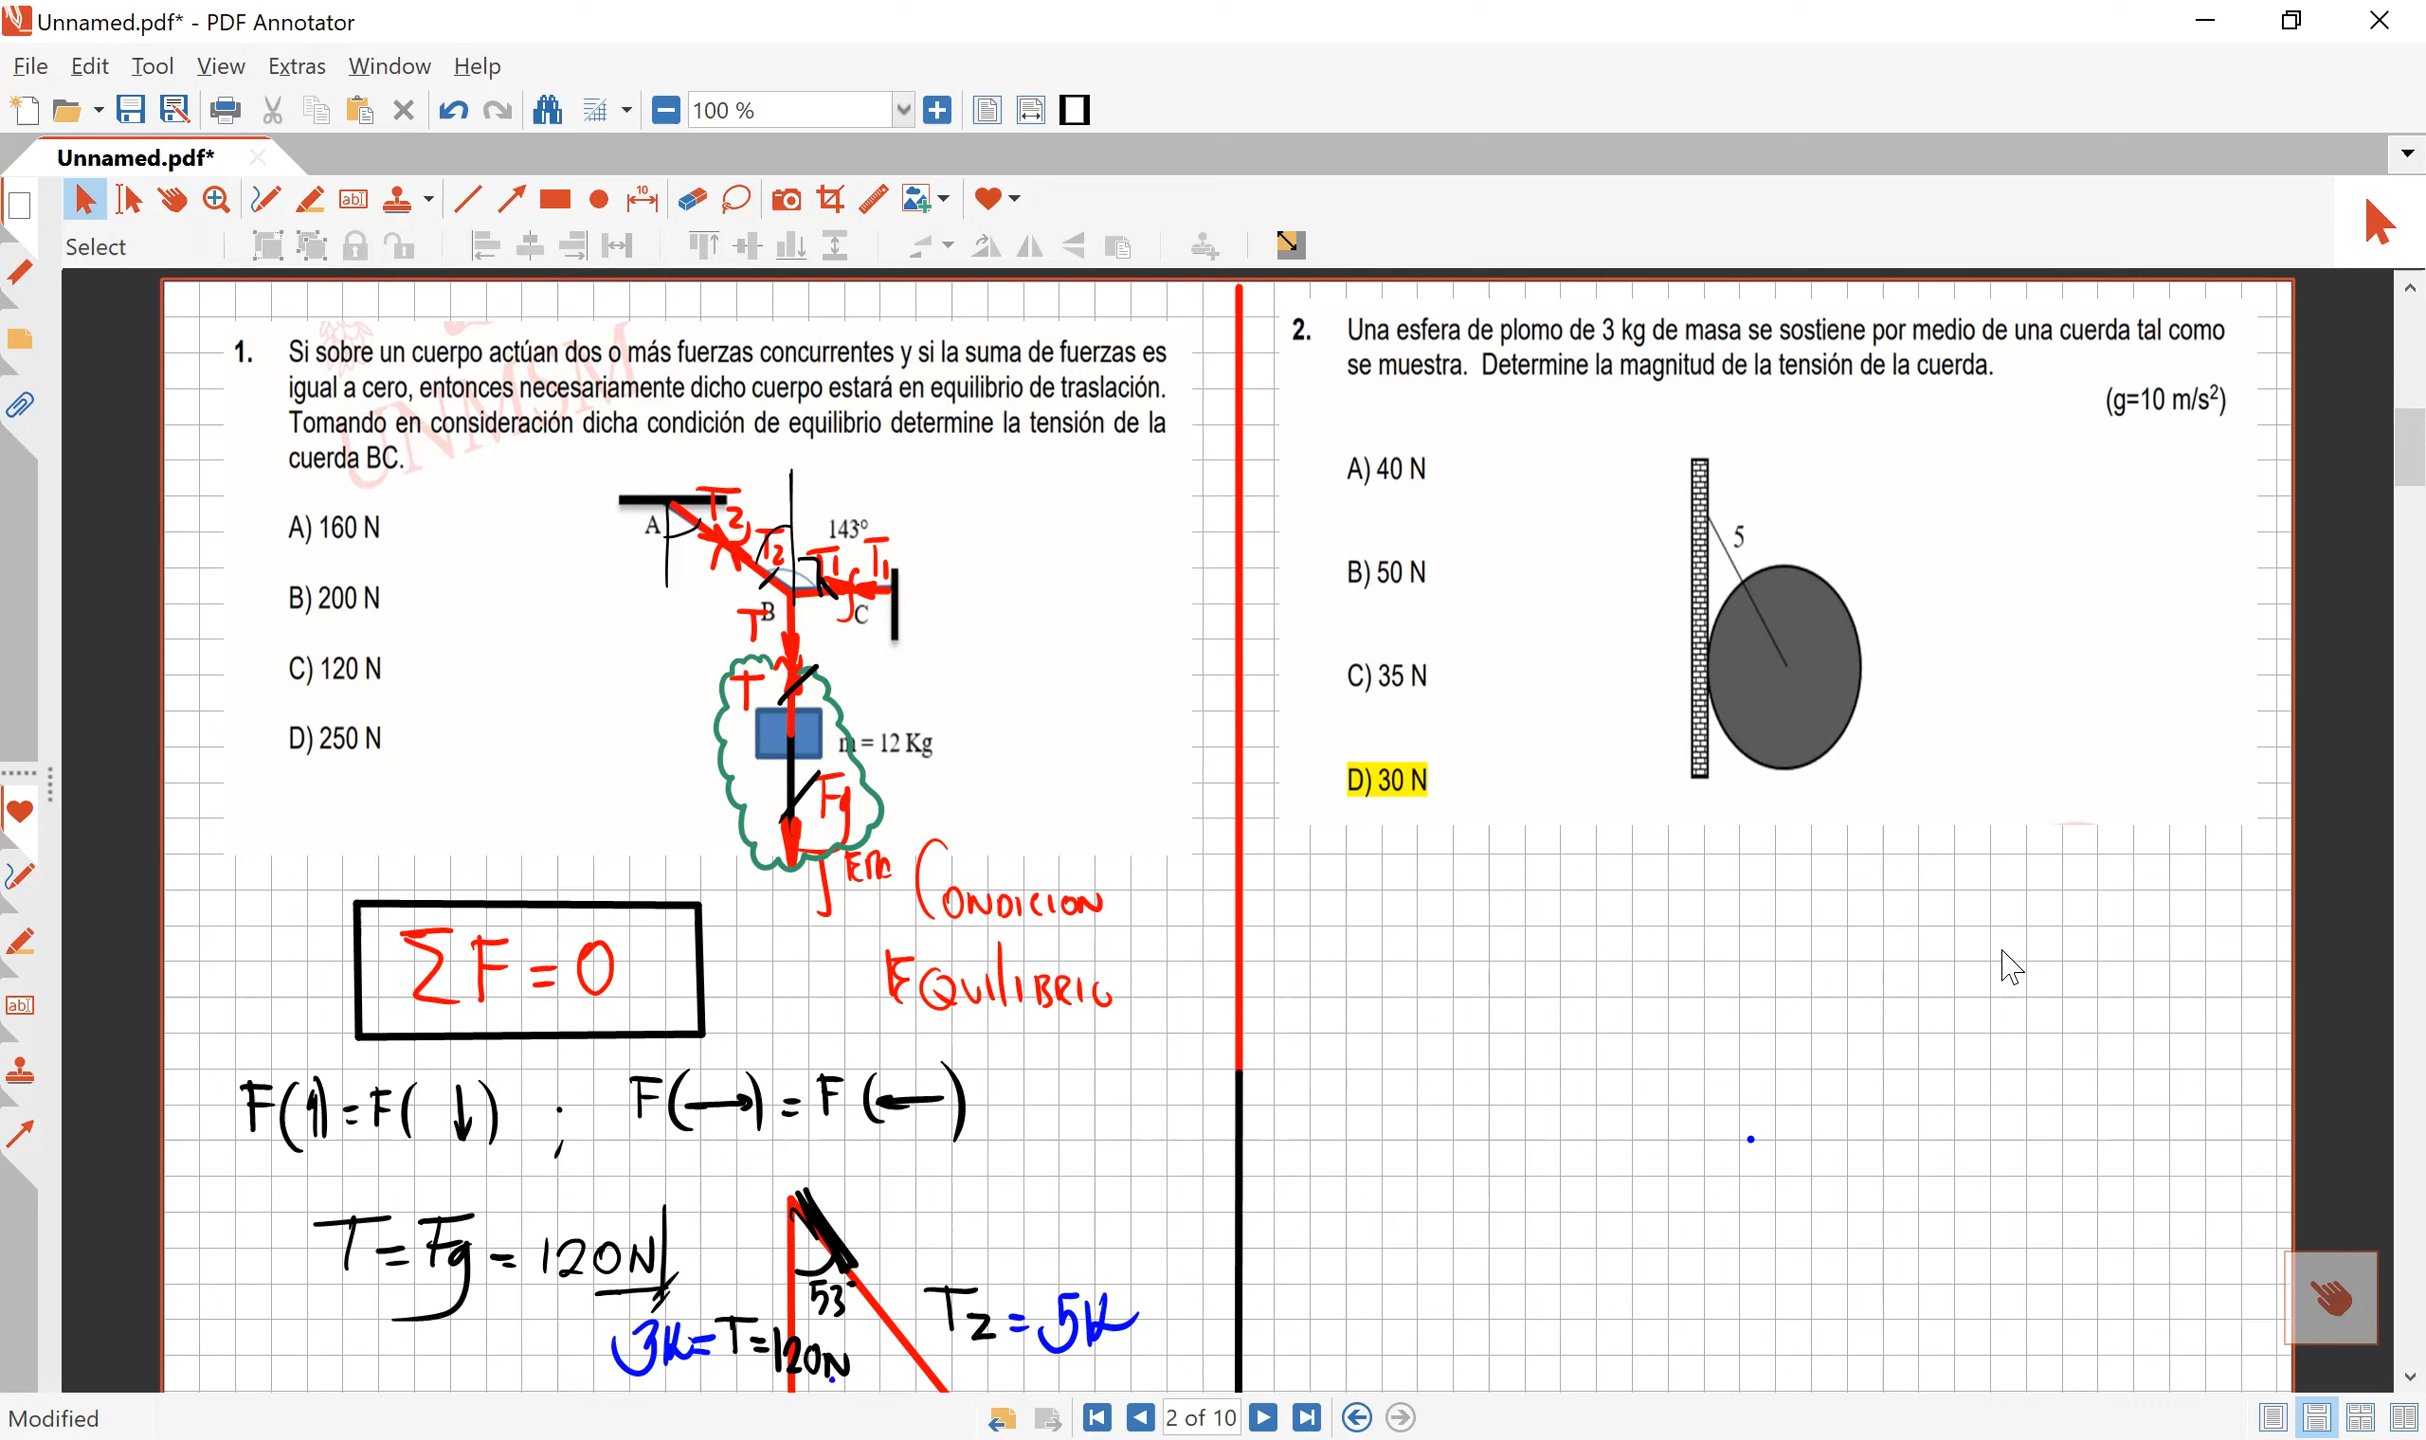 Unnamed.pdf* - PDF Annotator
File Edit Tool View Extras Window Help
100 %
Unnamed.pdf*
Select
UNMSM
1. Si sobre un cuerpo actúan dos o más fuerzas concurrentes y si la suma de fuerzas es
igual a cero, entonces necesariamente dicho cuerpo estará en equilibrio de traslación.
Tomando en consideración dicha condición de equilibrio determine la tensión de la
cuerda BC.
A) 160 N
B) 200 N
C) 120 N
D) 250 N
A
T2
T2
143°
T1
T1
B
C
T
T
m = 12 Kg
Fg
CONDICION
EQUILIBRIO
ΣF = 0
F(↑) = F(↓) ; F(→) = F(←)
T = Fg = 120N
53°
3k = T = 120N
T2 = 5k
2. Una esfera de plomo de 3 kg de masa se sostiene por medio de una cuerda tal como
se muestra. Determine la magnitud de la tensión de la cuerda.
(g=10 m/s²)
A) 40 N
B) 50 N
C) 35 N
D) 30 N
5
Modified
2 of 10